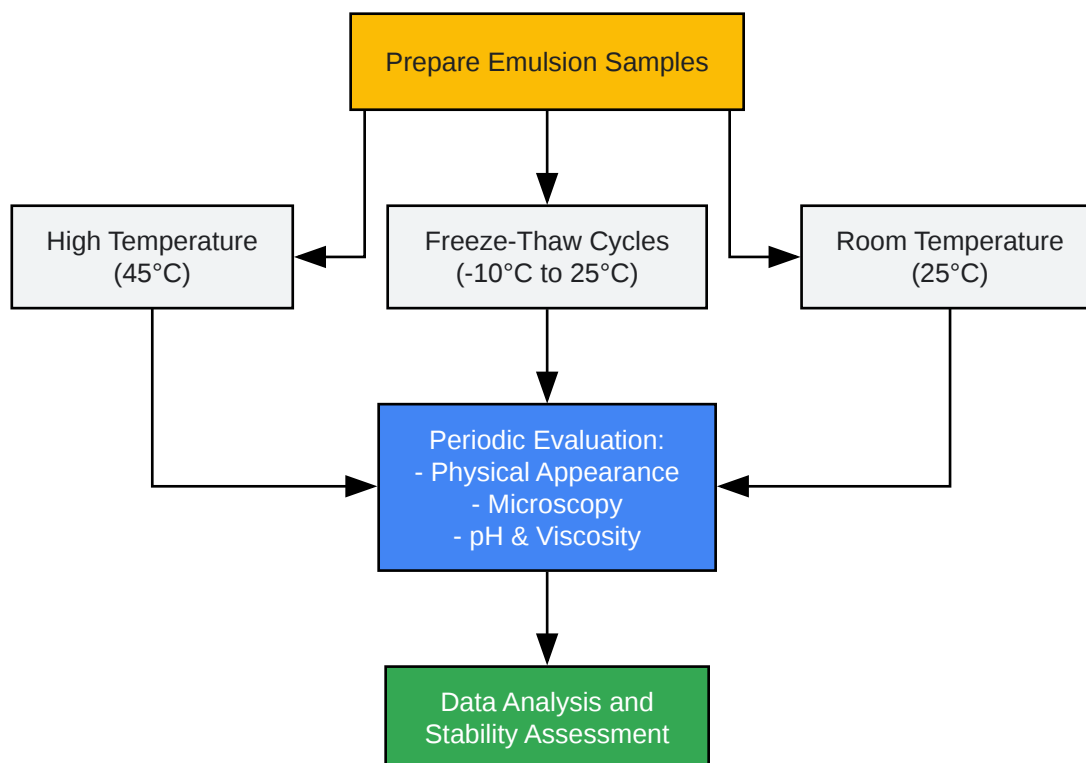 Prepare Emulsion Samples
High Temperature
(45°C)
Freeze-Thaw Cycles
(-10°C to 25°C)
Room Temperature
(25°C)
Periodic Evaluation:
- Physical Appearance
- Microscopy
- pH & Viscosity
Data Analysis and
Stability Assessment